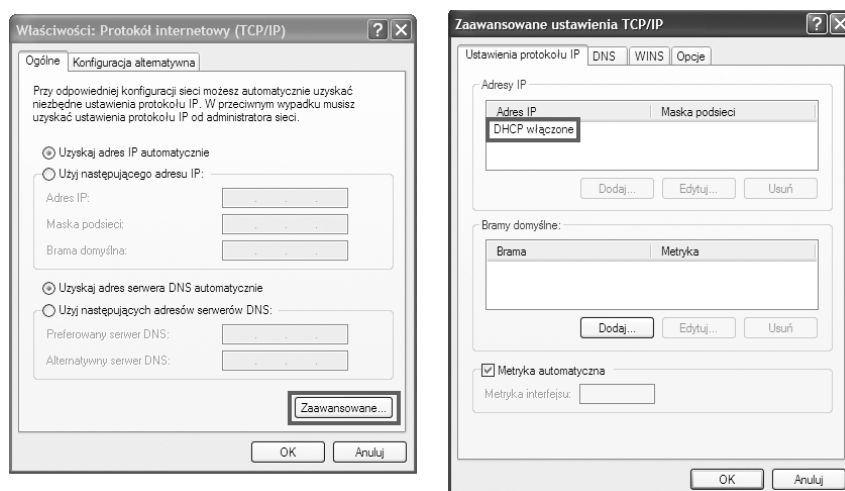 Właściwości: Protokół internetowy (TCP/IP)
Ogólne
Konfiguracja alternatywna
Przy odpowiedniej konfiguracji sieci możesz automatycznie uzyskać
niezbędne ustawienia protokołu IP. W przeciwnym wypadku musisz
uzyskać ustawienia protokołu IP od administratora sieci.
Uzyskaj adres IP automatycznie
Użyj następującego adresu IP:
Adres IP:
Maska podsieci:
Brama domyślna:
Uzyskaj adres serwera DNS automatycznie
Użyj następujących adresów serwerów DNS:
Preferowany serwer DNS:
Alternatywny serwer DNS:
Zaawansowane...
OK
Anuluj
Zaawansowane ustawienia TCP/IP
Ustawienia protokołu IP
DNS
WINS
Opcje
Adresy IP
Adres IP
Maska podsieci
DHCP włączone
Dodaj...
Edytuj...
Usuń
Bramy domyślne:
Brama
Metryka
Dodaj...
Edytuj...
Usuń
Metryka automatyczna
Metryka interfejsu:
OK
Anuluj